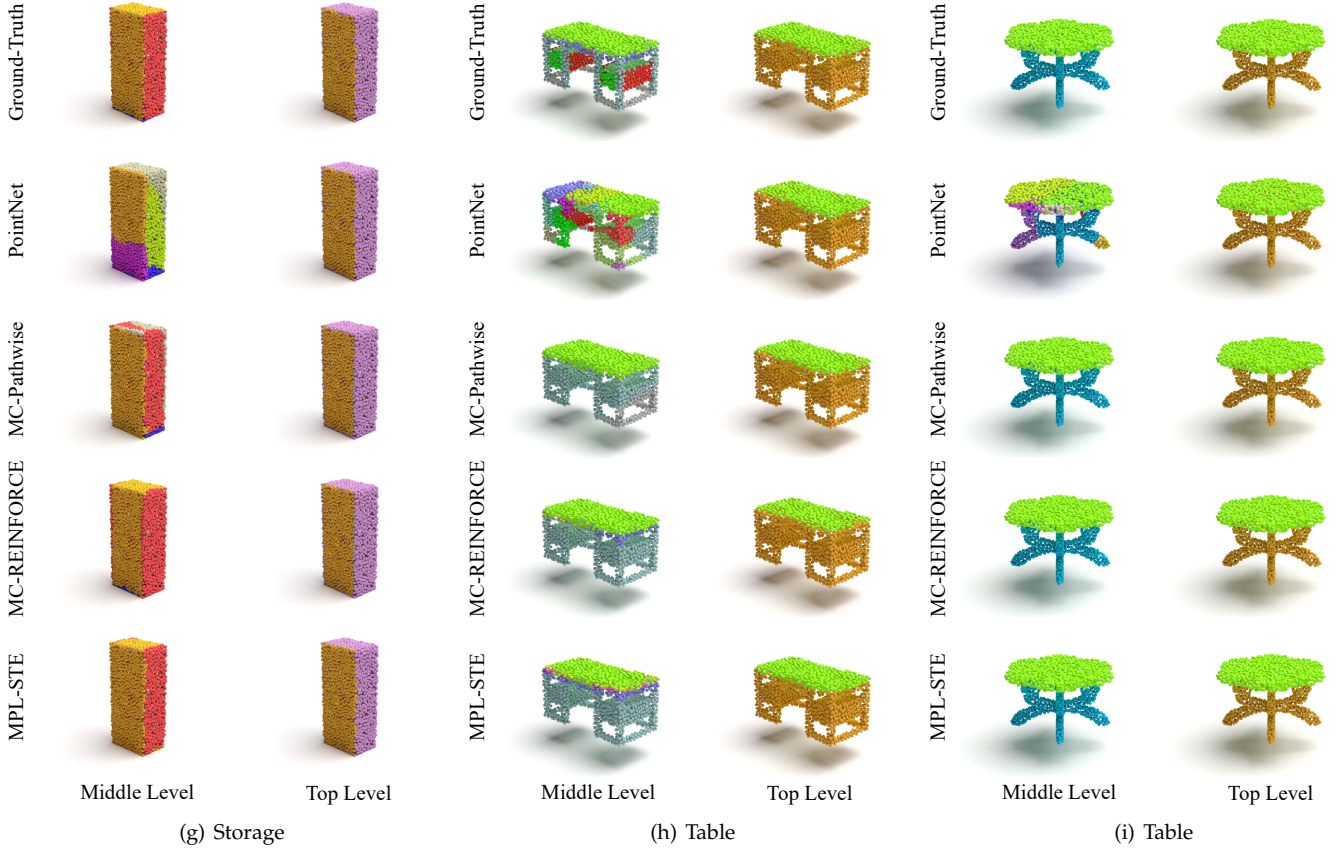 Ground-Truth
Ground-Truth
Ground-Truth
PointNet
PointNet
PointNet
MC-Pathwise
MC-Pathwise
MC-Pathwise
MC-REINFORCE
MC-REINFORCE
MC-REINFORCE
MPL-STE
MPL-STE
MPL-STE
Middle Level Top Level Middle Level Top Level Middle Level Top Level
(g) Storage (h) Table (i) Table